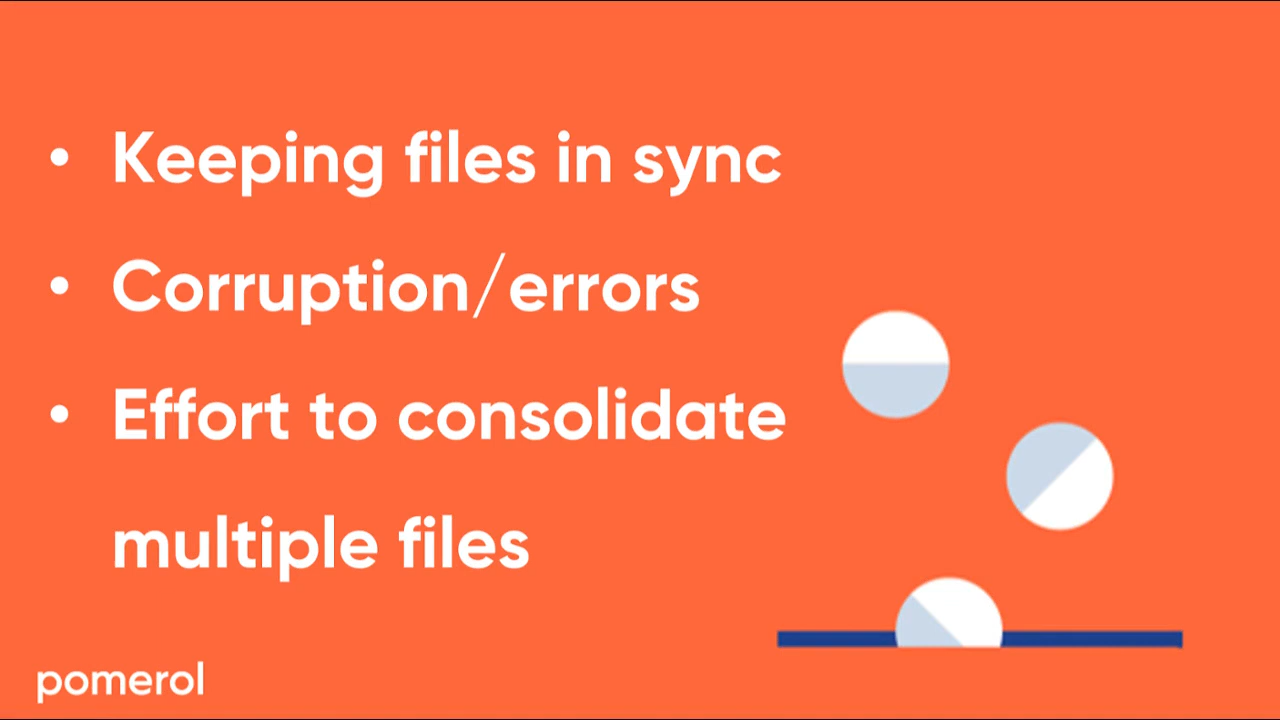 • Keeping files in sync
• Corruption/errors
• Effort to consolidate
multiple files
pomerol